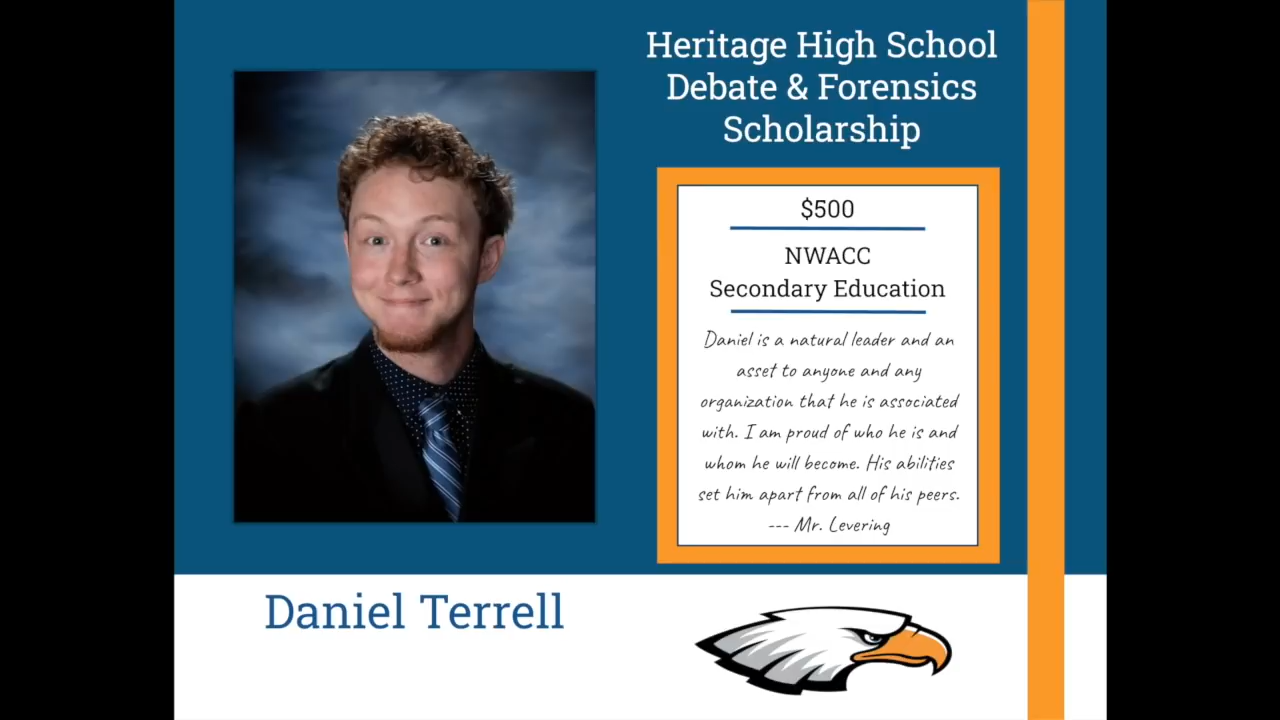 Heritage High School
Debate & Forensics
Scholarship
$500
NWACC
Secondary Education
Daniel is a natural leader and an
asset to anyone and any
organization that he is associated
with. I am proud of who he is and
whom he will become. His abilities
set him apart from all of his peers.
--- Mr. Levering
Daniel Terrell